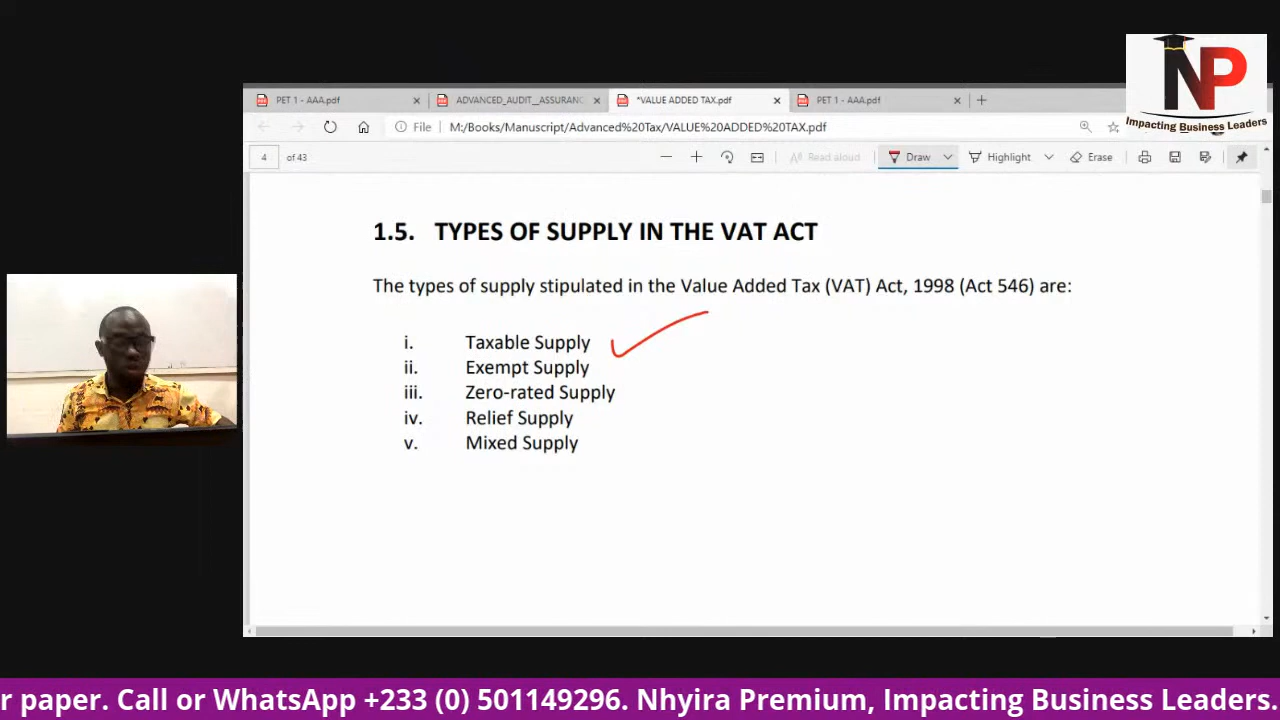 NP
Impacting Business Leaders
PET 1 - AAA.pdf
ADVANCED_AUDIT__ASSURANC
*VALUE ADDED TAX.pdf
PET 1 - AAA.pdf
File
M:/Books/Manuscript/Advanced%20Tax/VALUE%20ADDED%20TAX.pdf
4 of 43
Read aloud
Draw
Highlight
Erase
1.5. TYPES OF SUPPLY IN THE VAT ACT
The types of supply stipulated in the Value Added Tax (VAT) Act, 1998 (Act 546) are:
i. Taxable Supply
ii. Exempt Supply
iii. Zero-rated Supply
iv. Relief Supply
v. Mixed Supply
r paper. Call or WhatsApp +233 (0) 501149296. Nhyira Premium, Impacting Business Leaders.